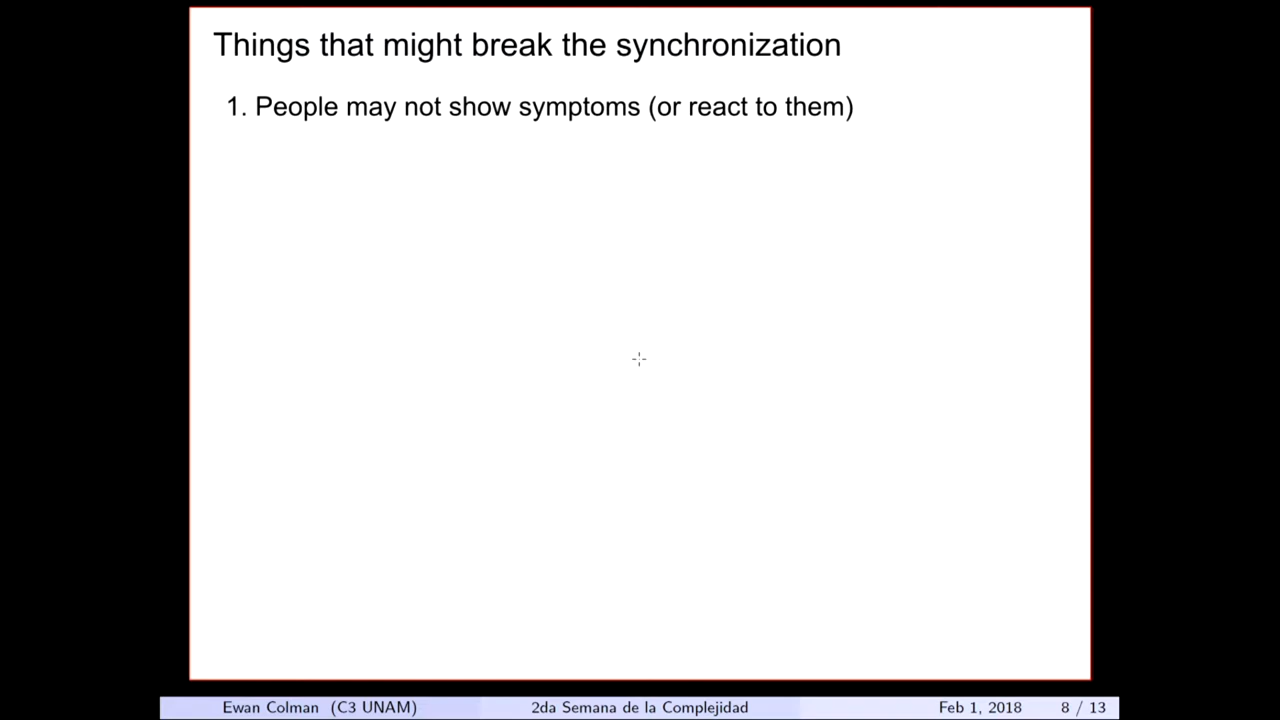 Things that might break the synchronization
1. People may not show symptoms (or react to them)
Ewan Colman (C3 UNAM) 2da Semana de la Complejidad Feb 1, 2018 8 / 13